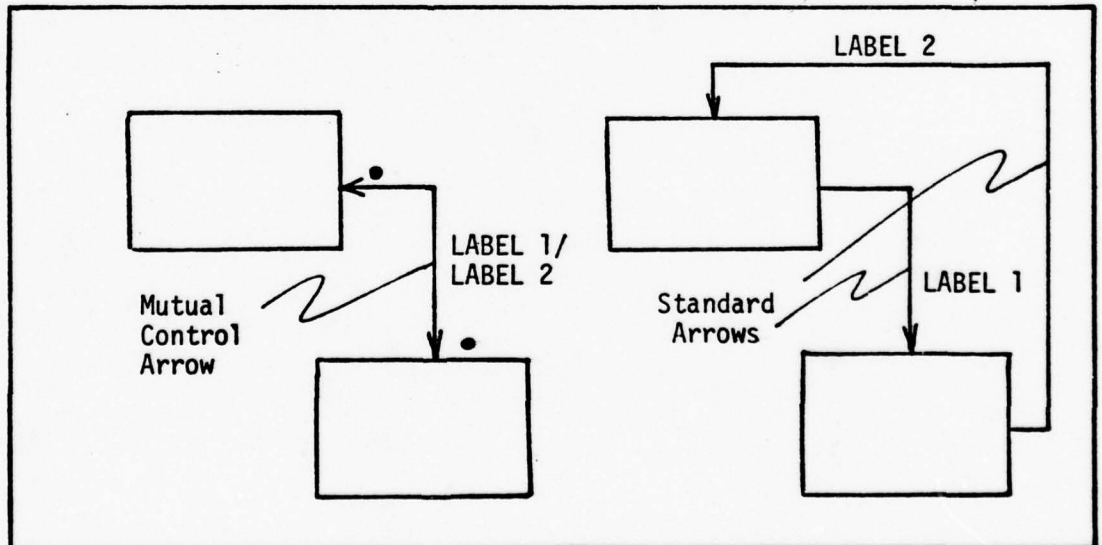 LABEL 2
LABEL 1/
LABEL 2
Mutual
Control
Arrow
Standard
Arrows
LABEL 1